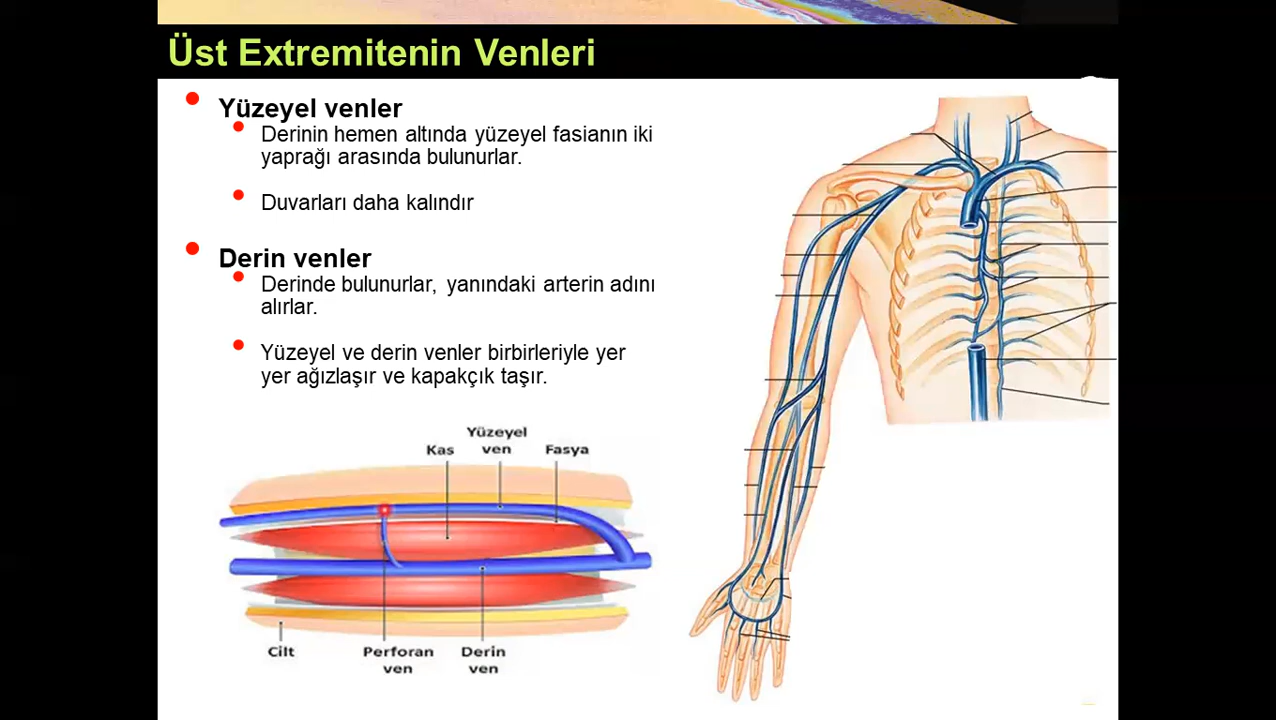 Üst Extremitenin Venleri
Yüzeyel venler
Derinin hemen altında yüzeyel fasianın iki
yaprağı arasında bulunurlar.
Duvarları daha kalındır
Derin venler
Derinde bulunurlar, yanındaki arterin adını
alırlar.
Yüzeyel ve derin venler birbirleriyle yer
yer ağızlaşır ve kapakçık taşır.
Kas
Yüzeyel
ven
Fasya
Cilt
Perforan
ven
Derin
ven